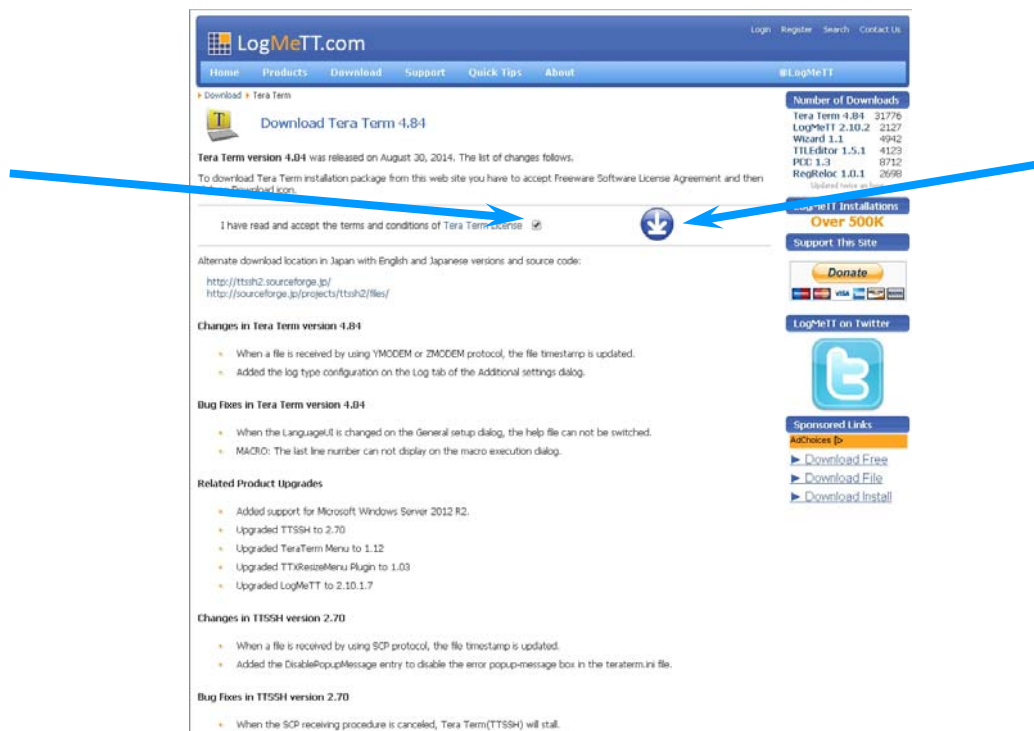 LogMeTT.com
Login Register Search Contact Us
Home Products Download Support Quick Tips About @LogMeTT
Download Tera Term
Download Tera Term 4.84
Tera Term version 4.84 was released on August 30, 2014. The list of changes follows.
To download Tera Term installation package from this web site you have to accept Freeware Software License Agreement and then
Download icon.
I have read and accept the terms and conditions of Tera Term License
Alternate download location in Japan with English and Japanese versions and source code:
http://ttssh2.sourceforge.jp/
http://sourceforge.jp/projects/ttssh2/files/
Changes in Tera Term version 4.84
When a file is received by using YMODEM or ZMODEM protocol, the file timestamp is updated.
Added the log type configuration on the Log tab of the Additional settings dialog.
Bug Fixes in Tera Term version 4.84
When the LanguageUI is changed on the General setup dialog, the help file can not be switched.
MACRO: The last line number can not display on the macro execution dialog.
Related Product Upgrades
Added support for Microsoft Windows Server 2012 R2.
Upgraded TTSSH to 2.70
Upgraded TeraTerm Menu to 1.12
Upgraded TTXResizeMenu Plugin to 1.03
Upgraded LogMeTT to 2.10.1.7
Changes in TTSSH version 2.70
When a file is received by using SCP protocol, the file timestamp is updated.
Added the DisablePopupMessage entry to disable the error popup-message box in the teraterm.ini file.
Bug Fixes in TTSSH version 2.70
When the SCP receiving procedure is canceled, Tera Term(TTSSH) will stall.
Number of Downloads
Tera Term 4.84 31776
LogMeTT 2.10.2 2127
Wizard 1.1 4942
TTLEditor 1.5.1 4123
PCC 1.3 8712
RegReloc 1.0.1 2698
Updated twice an
LogMeTT Installations
Over 500K
Support This Site
Donate
VISA
LogMeTT on Twitter
Sponsored Links
AdChoices
Download Free
Download File
Download Install